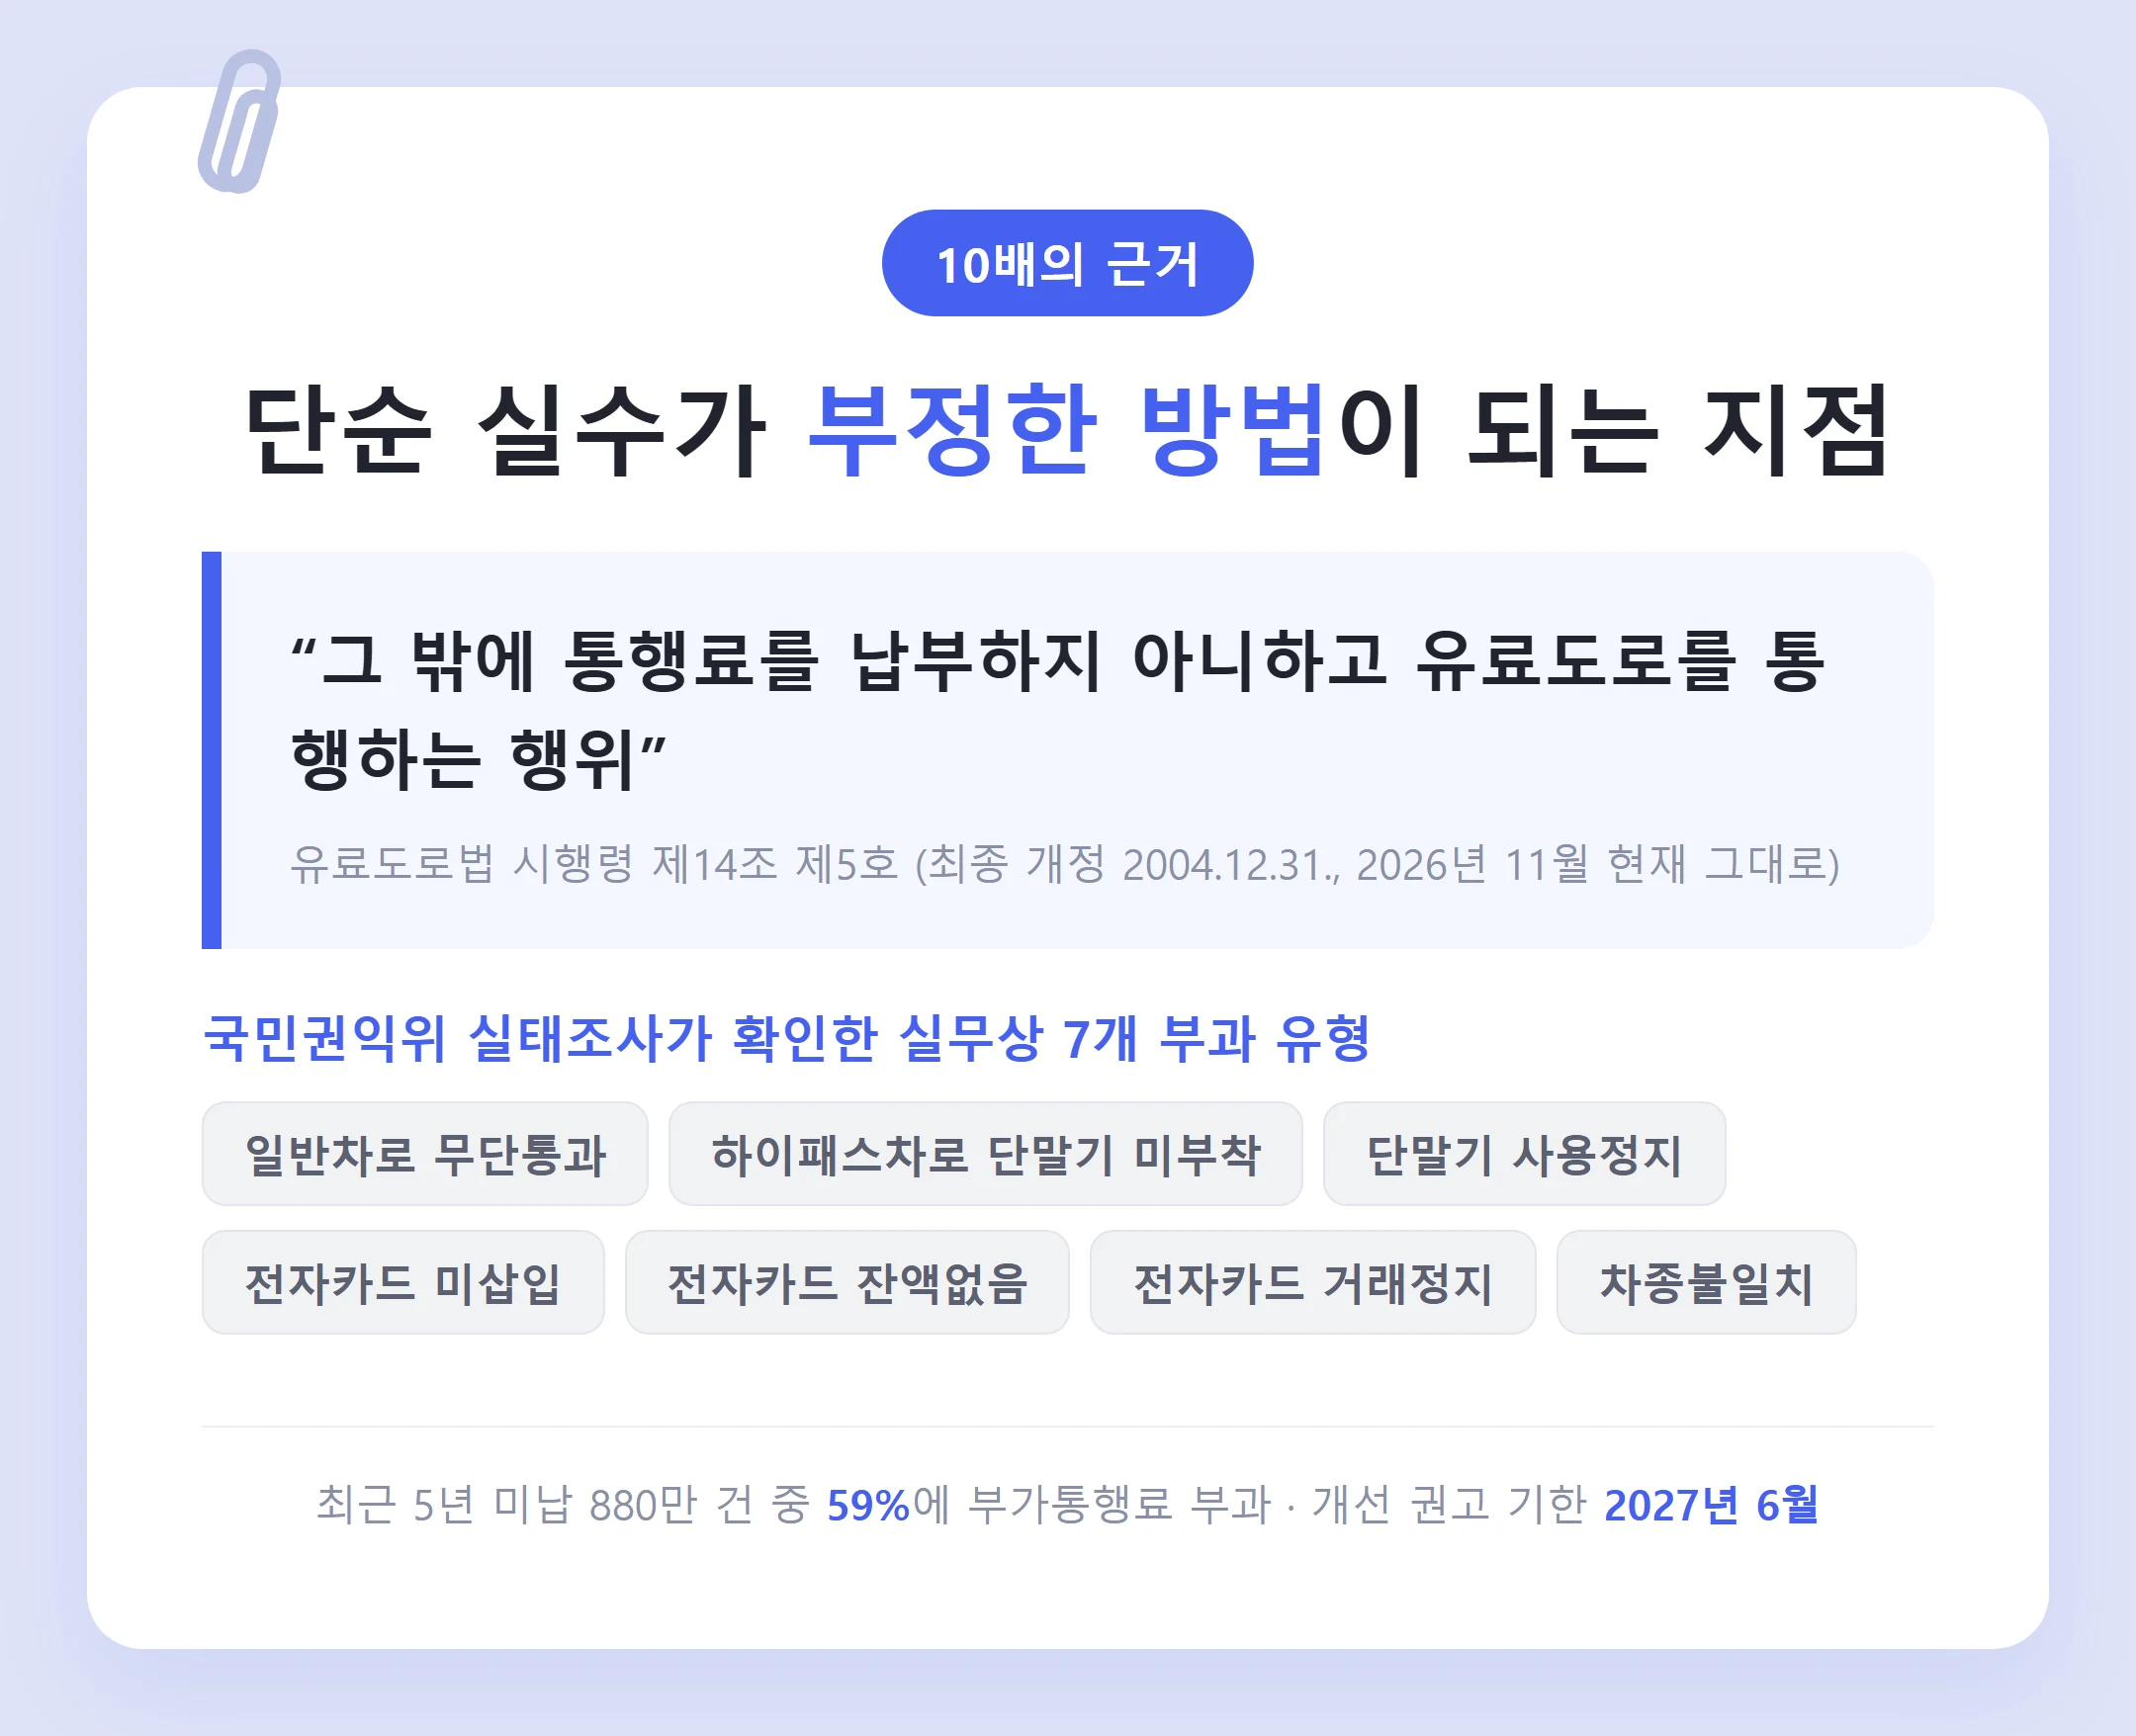 10배의 근거
단순 실수가 부정한 방법이 되는 지점
“그 밖에 통행료를 납부하지 아니하고 유료도로를 통
행하는 행위”
유료도로법 시행령 제14조 제5호 (최종 개정 2004.12.31., 2026년 11월 현재 그대로)
국민권익위 실태조사가 확인한 실무상 7개 부과 유형
일반차로 무단통과 하이패스차로 단말기 미부착 단말기 사용정지
전자카드 미삽입 전자카드 잔액없음 전자카드 거래정지 차종불일치
최근 5년 미납 880만 건 중 59%에 부가통행료 부과 · 개선 권고 기한 2027년 6월